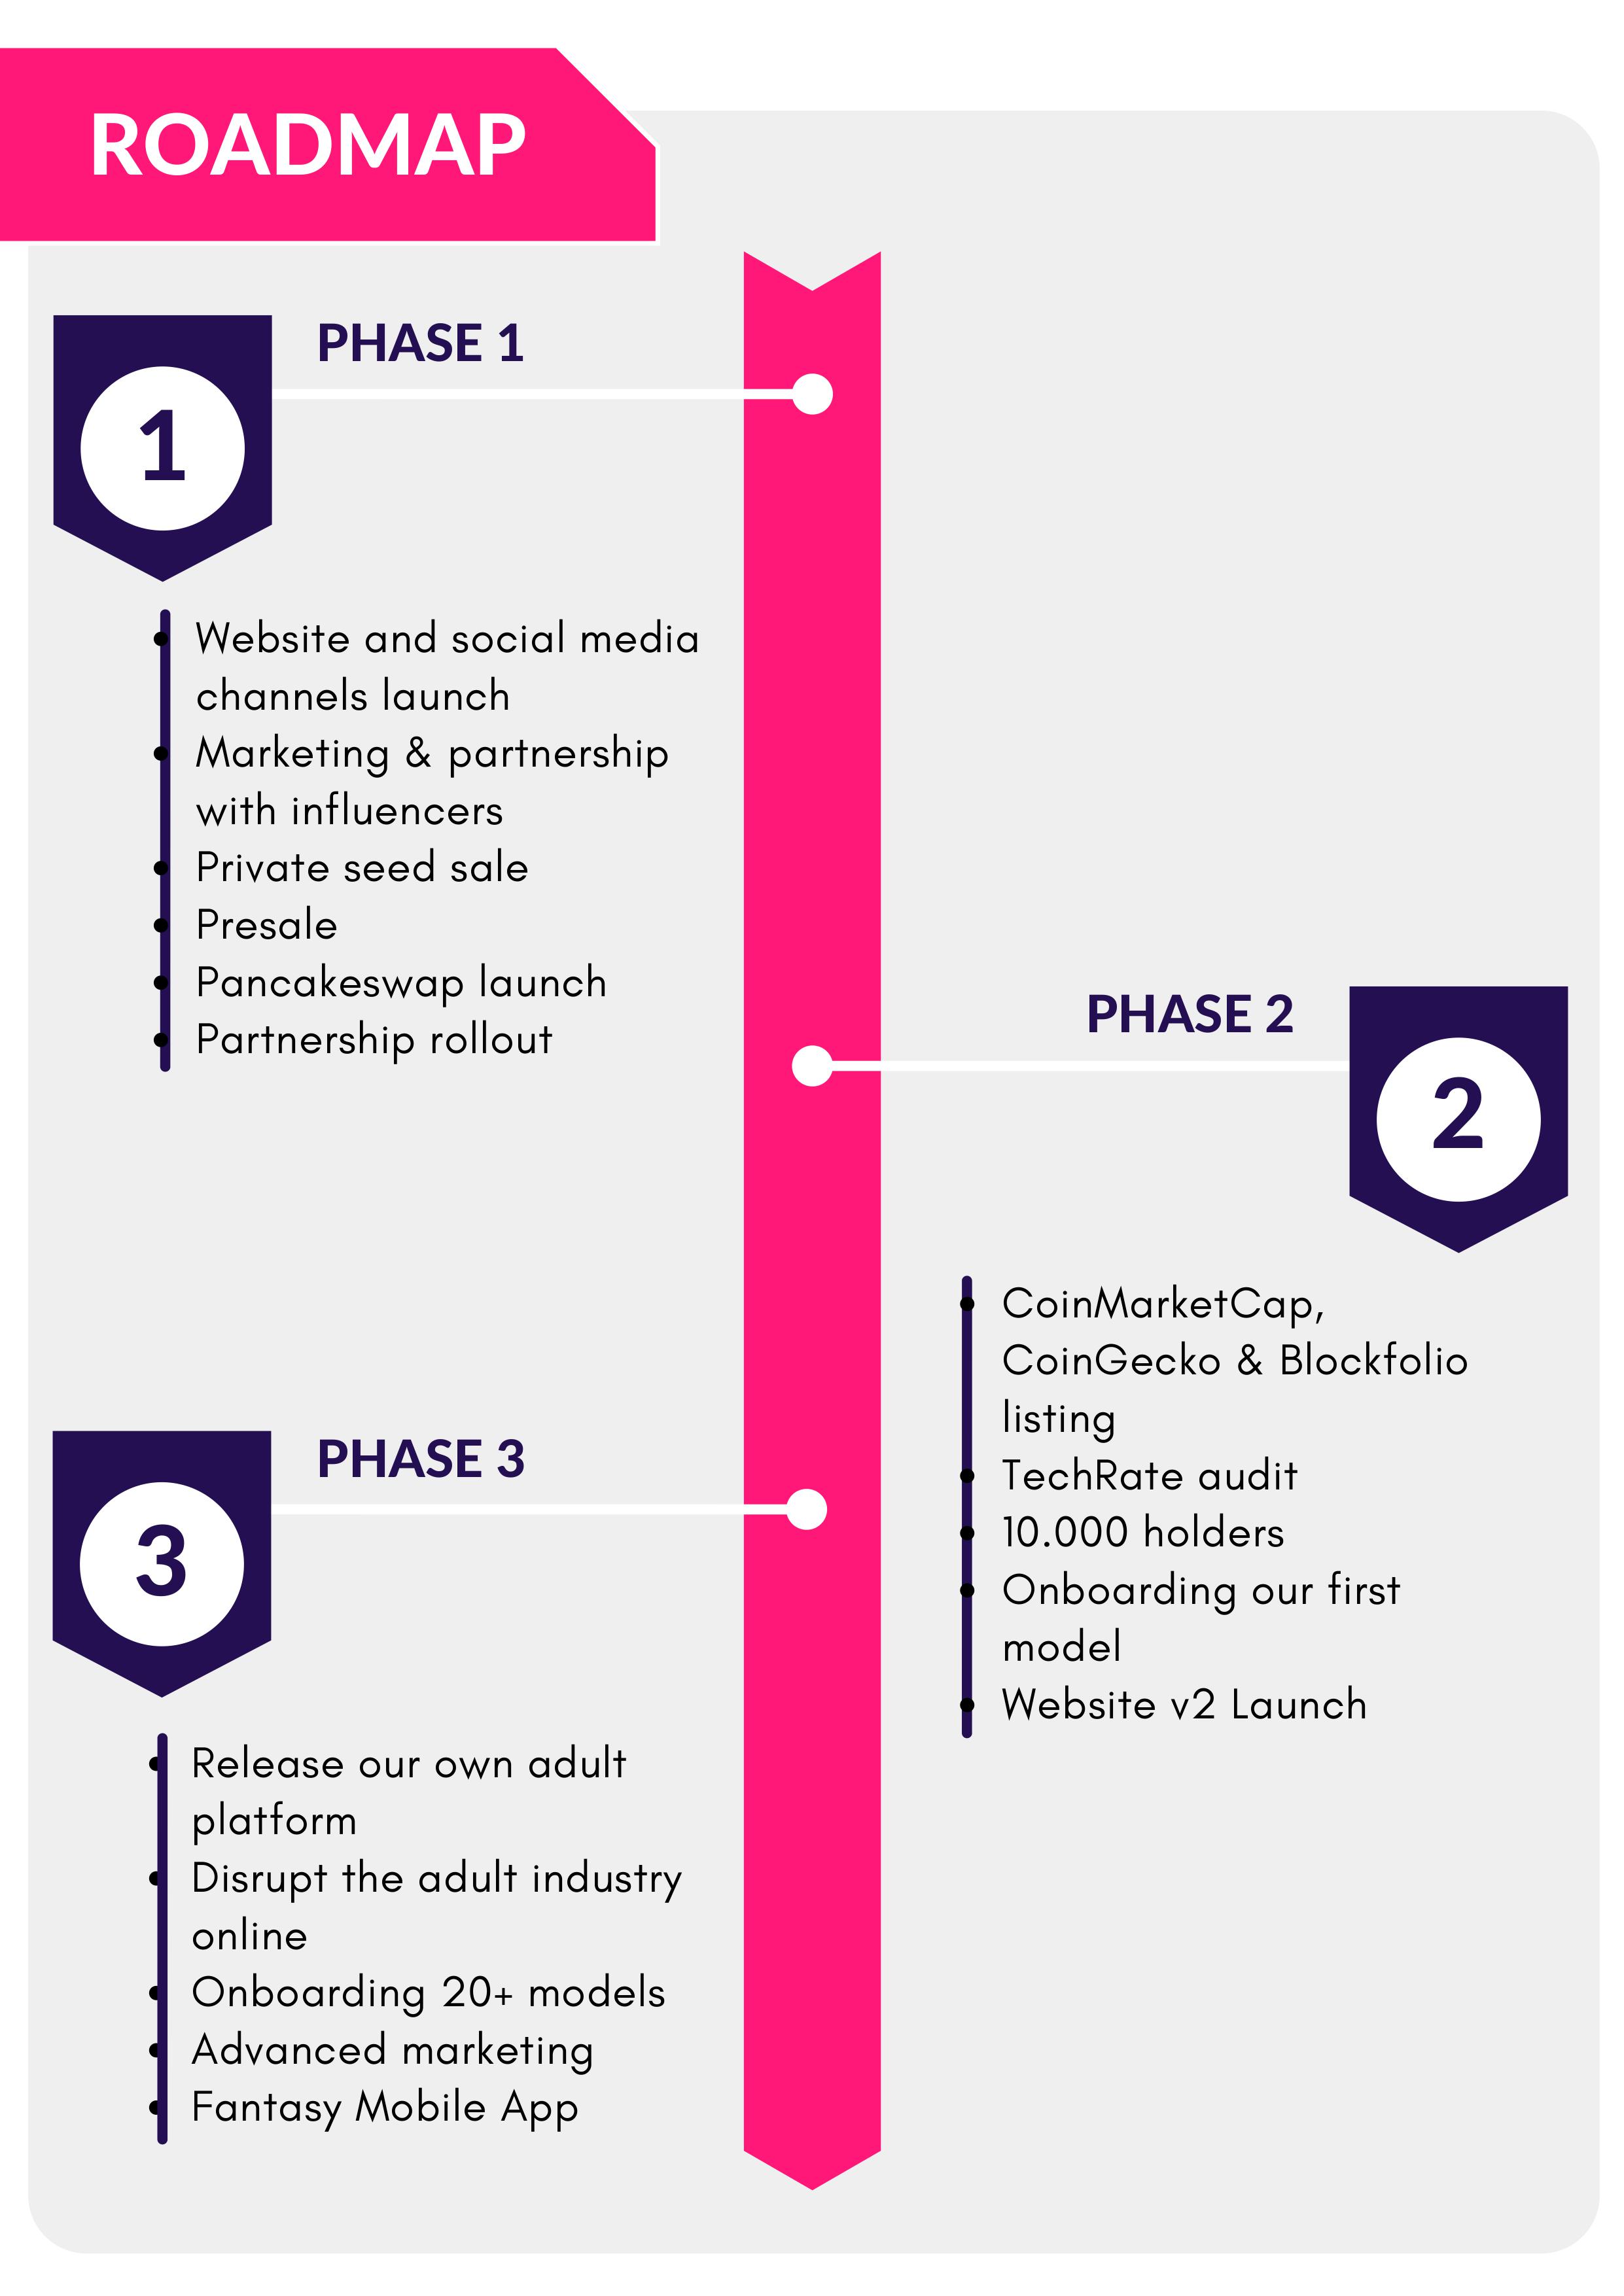 ROADMAP
PHASE 1
1
Website and social media
channels launch
Marketing & partnership
with influencers
Private seed sale
Presale
Pancakeswap launch
Partnership rollout
PHASE 2
2
CoinMarketCap,
CoinGecko & Blockfolio
listing
TechRate audit
10.000 holders
Onboarding our first
model
Website v2 Launch
PHASE 3
3
Release our own adult
platform
Disrupt the adult industry
online
Onboarding 20+ models
Advanced marketing
Fantasy Mobile App